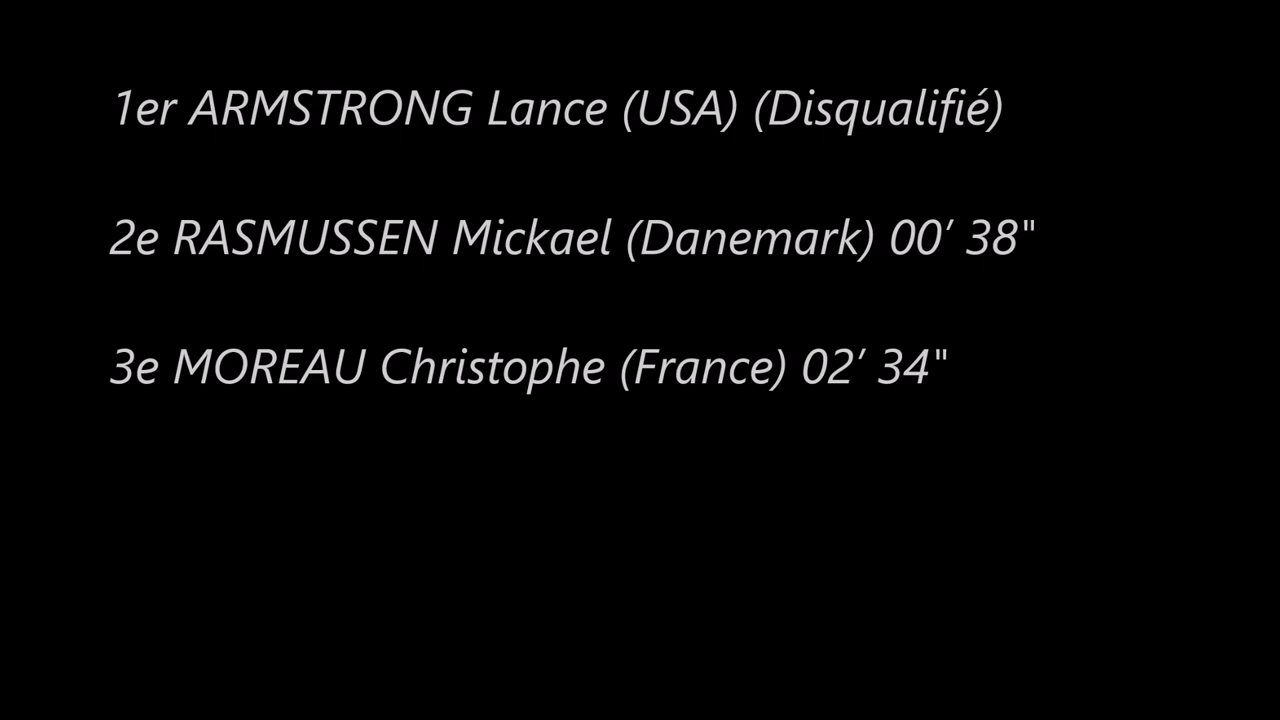 1er ARMSTRONG Lance (USA) (Disqualifié)
2e RASMUSSEN Mickael (Danemark) 00’ 38"
3e MOREAU Christophe (France) 02’ 34"